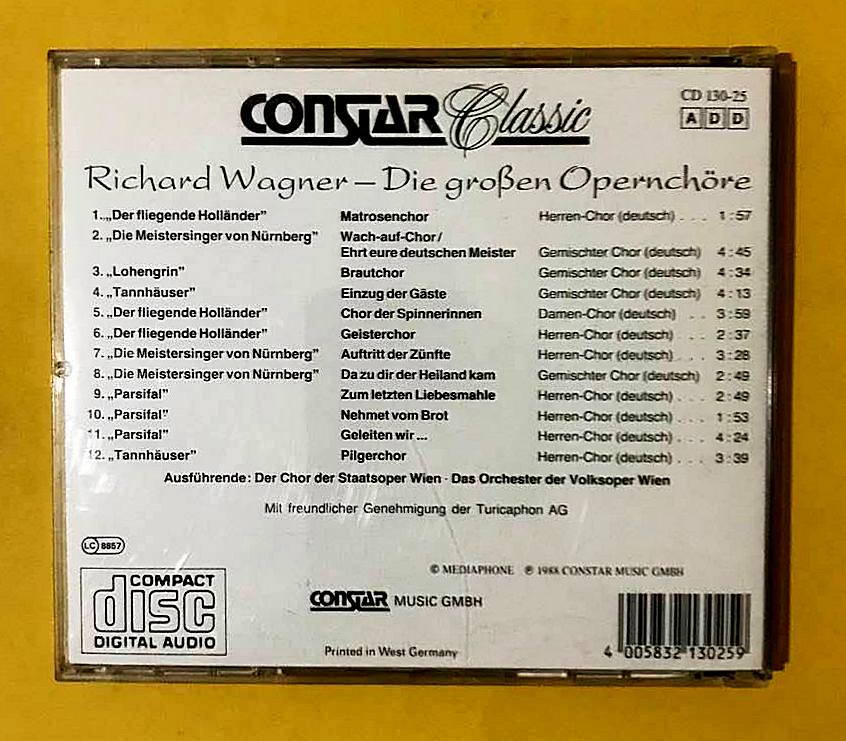 CONSTAR Classic
CD 130-25
A D D
Richard Wagner – Die großen Opernchöre
1. „Der fliegende Holländer" Matrosenchor Herren-Chor (deutsch) . . . 1:57
2. „Die Meistersinger von Nürnberg" Wach-auf-Chor/
Ehrt eure deutschen Meister Gemischter Chor (deutsch) 4:45
3. „Lohengrin" Brautchor Gemischter Chor (deutsch) 4:34
4. „Tannhäuser" Einzug der Gäste Gemischter Chor (deutsch) 4:13
5. „Der fliegende Holländer" Chor der Spinnerinnen Damen-Chor (deutsch) . . 3:59
6. „Der fliegende Holländer" Geisterchor Herren-Chor (deutsch) . . . 2:37
7. „Die Meistersinger von Nürnberg" Auftritt der Zünfte Herren-Chor (deutsch) . . . 3:28
8. „Die Meistersinger von Nürnberg" Da zu dir der Heiland kam Gemischter Chor (deutsch) 2:49
9. „Parsifal" Zum letzten Liebesmahle Herren-Chor (deutsch) . . . 2:49
10. „Parsifal" Nehmet vom Brot Herren-Chor (deutsch) . . . 1:53
11. „Parsifal" Geleiten wir ... Herren-Chor (deutsch) . . . 4:24
12. „Tannhäuser" Pilgerchor Herren-Chor (deutsch) . . . 3:39
Ausführende: Der Chor der Staatsoper Wien · Das Orchester der Volksoper Wien
Mit freundlicher Genehmigung der Turicaphon AG
LC 8857
© MEDIAPHONE ℗ 1988 CONSTAR MUSIC GMBH
COMPACT
disc
DIGITAL AUDIO
CONSTAR MUSIC GMBH
Printed in West Germany
4 005832 130259